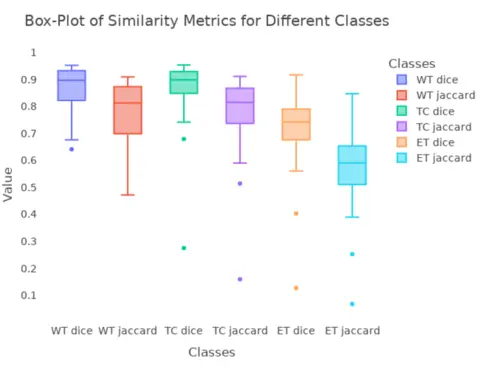 Box-Plot of Similarity Metrics for Different Classes
1
0.9
0.8
0.7
0.6
0.5
0.4
0.3
0.2
0.1
Value
WT dice WT jaccard TC dice TC jaccard ET dice ET jaccard
Classes
Classes
WT dice
WT jaccard
TC dice
TC jaccard
ET dice
ET jaccard